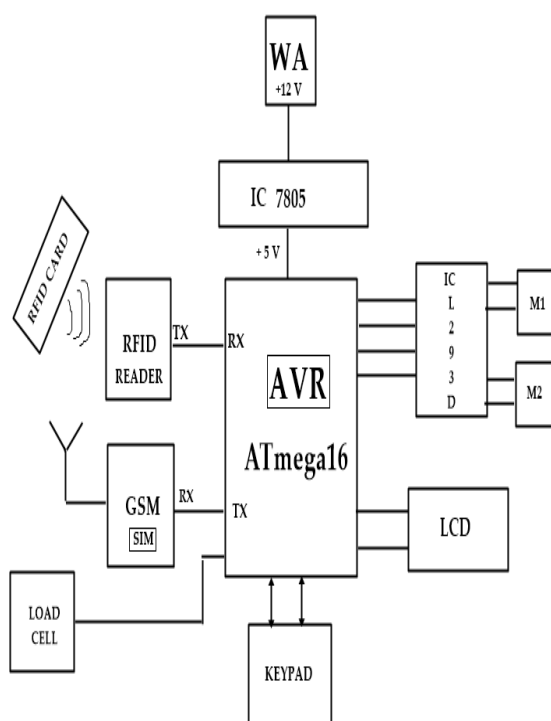 WA
+12 V
IC 7805
+ 5 V
RFID CARD
RFID
READER
TX
RX
AVR
ATmega16
IC
L
2
9
3
D
M1
M2
GSM
SIM
RX
TX
LCD
LOAD
CELL
KEYPAD